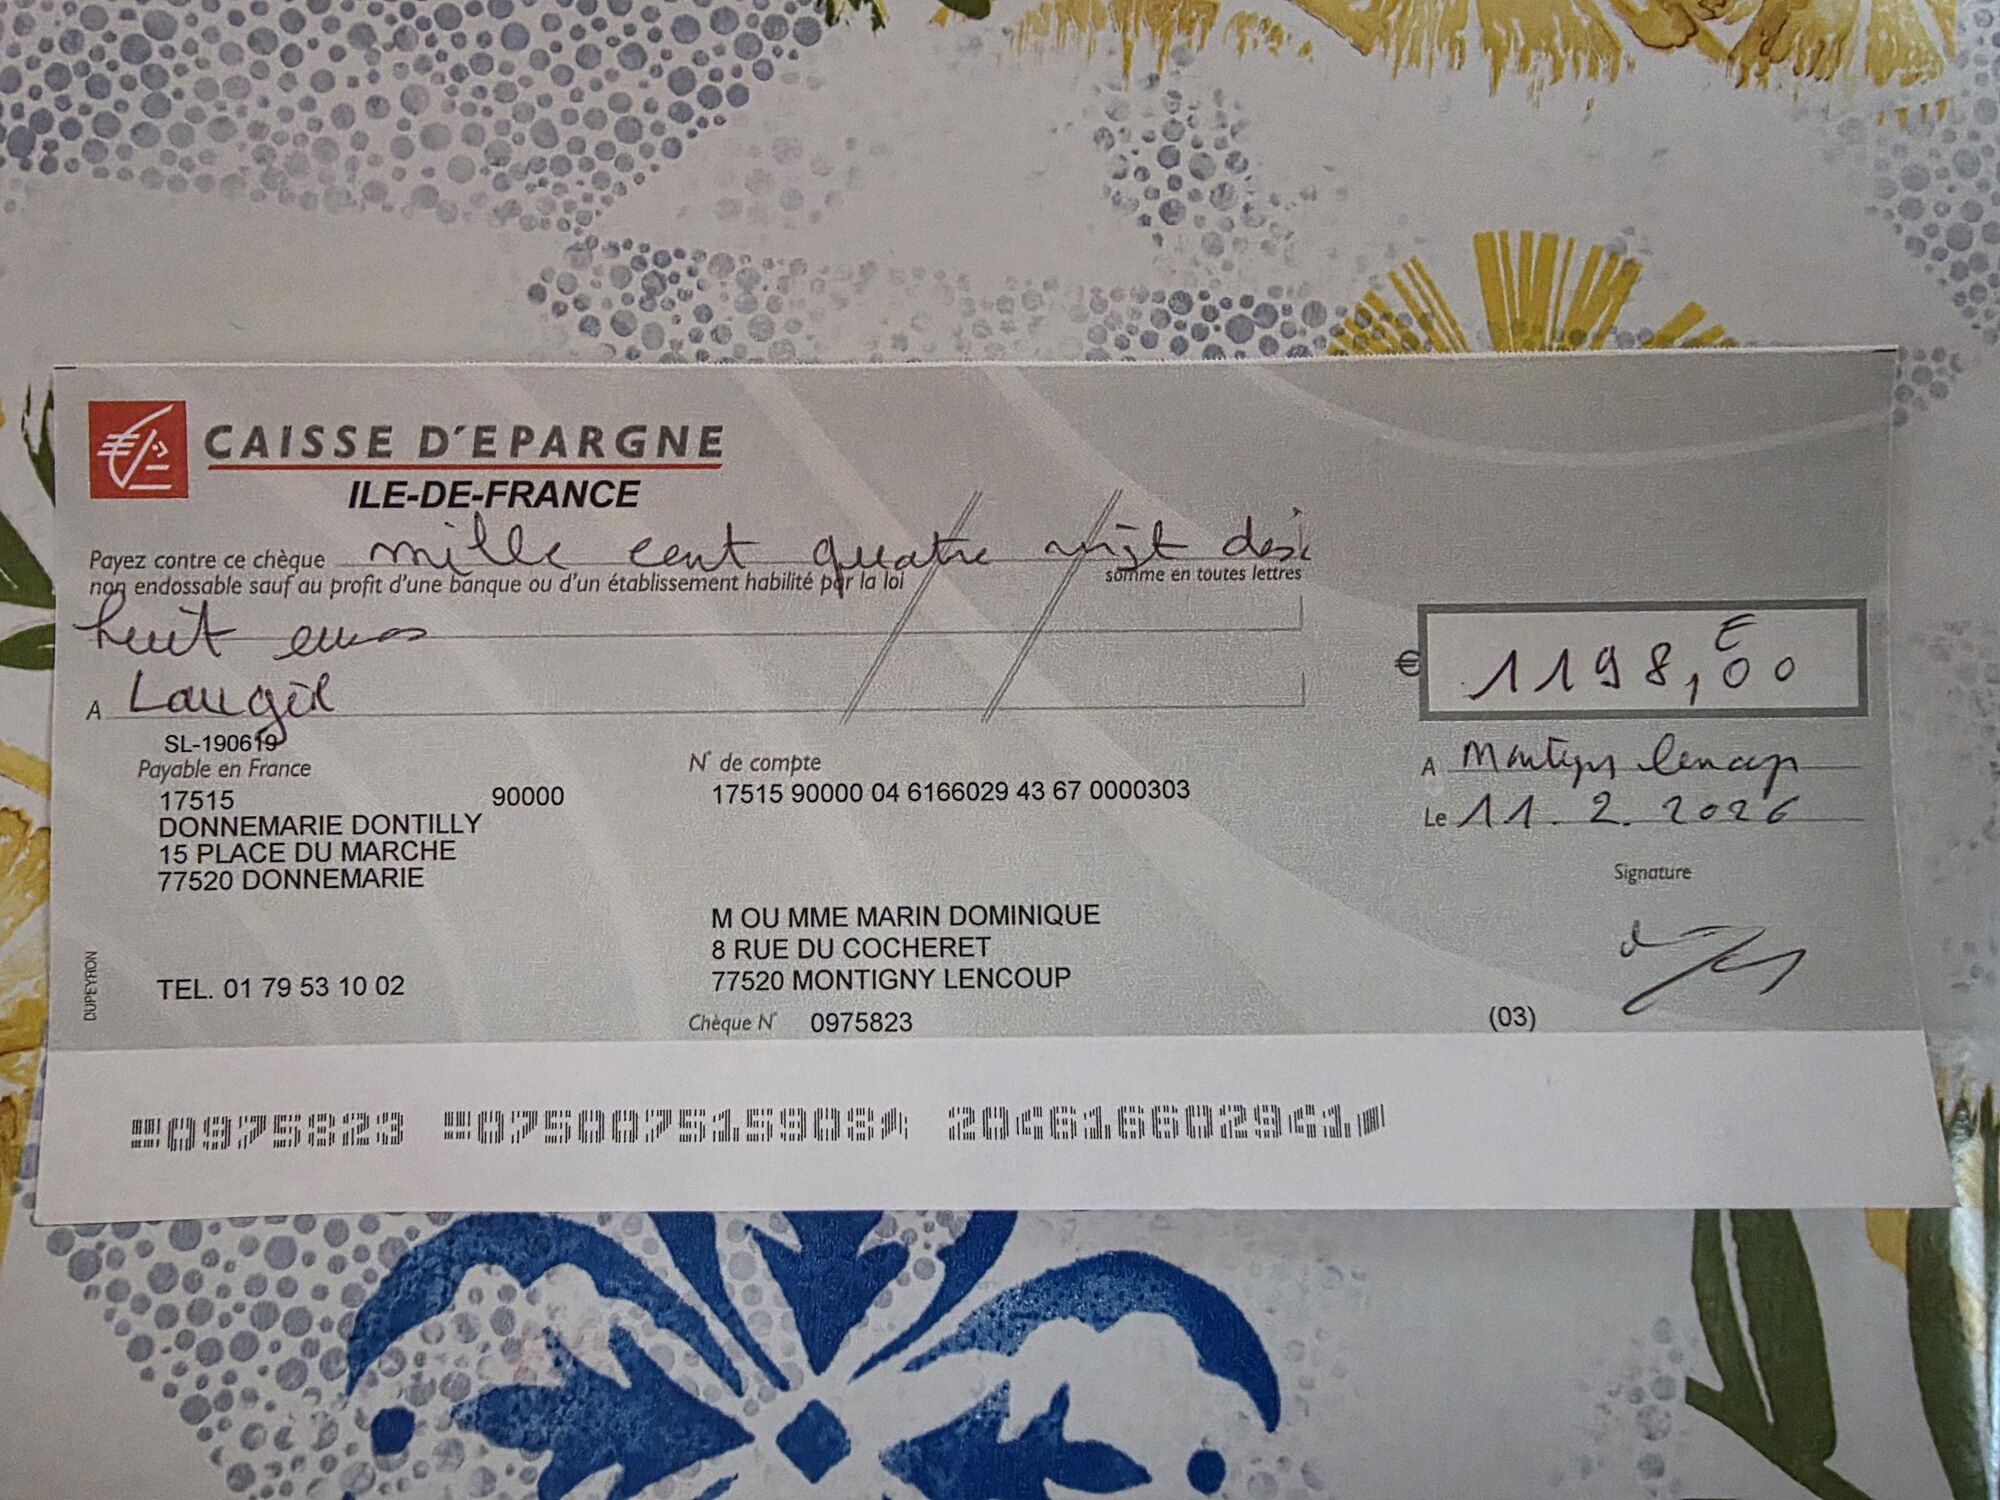 CAISSE D'EPARGNE
ILE-DE-FRANCE
Payez contre ce chèque mille cent quatre vingt dix
non endossable sauf au profit d'une banque ou d'un établissement habilité par la loi
somme en toutes lettres
huit euros
€ 1198,00 E
A Laugil
SL-190619
Payable en France
17515 90000
DONNEMARIE DONTILLY
15 PLACE DU MARCHE
77520 DONNEMARIE
TEL. 01 79 53 10 02
DUPEYRON
N° de compte
17515 90000 04 6166029 43 67 0000303
M OU MME MARIN DOMINIQUE
8 RUE DU COCHERET
77520 MONTIGNY LENCOUP
Chèque N° 0975823
A Montigny lencoup
Le 11.2.2026
Signature
(03)
0975823 075007515908 204616602941